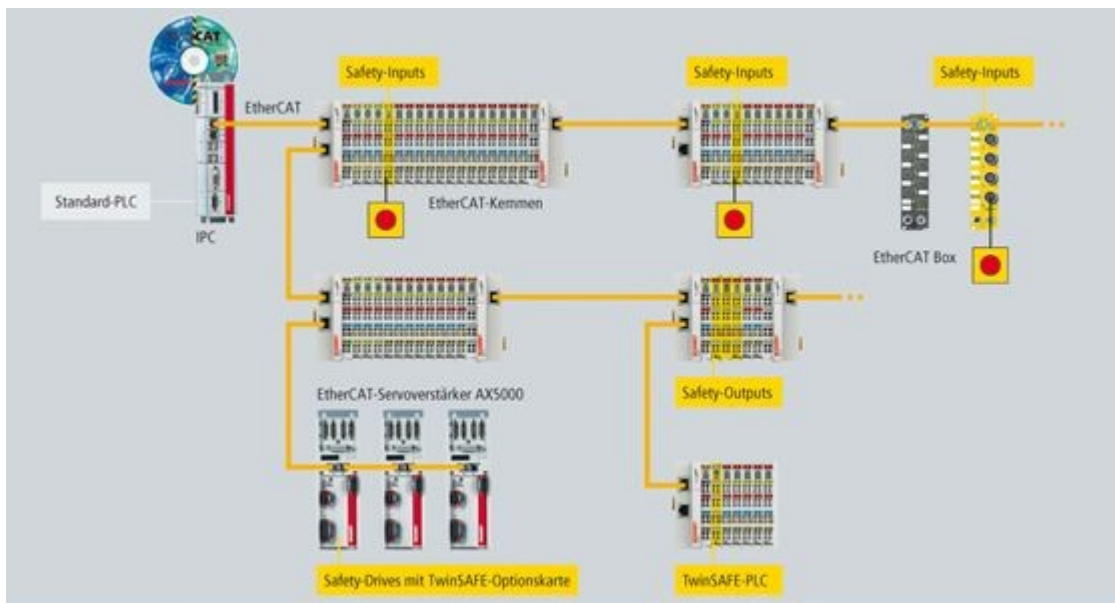 CAT
Safety-Inputs
Safety-Inputs
Safety-Inputs
EtherCAT
Standard-PLC
IPC
EtherCAT-Kemmen
EtherCAT Box
EtherCAT-Servoverstärker AX5000
Safety-Outputs
Safety-Drives mit TwinSAFE-Optionskarte
TwinSAFE-PLC